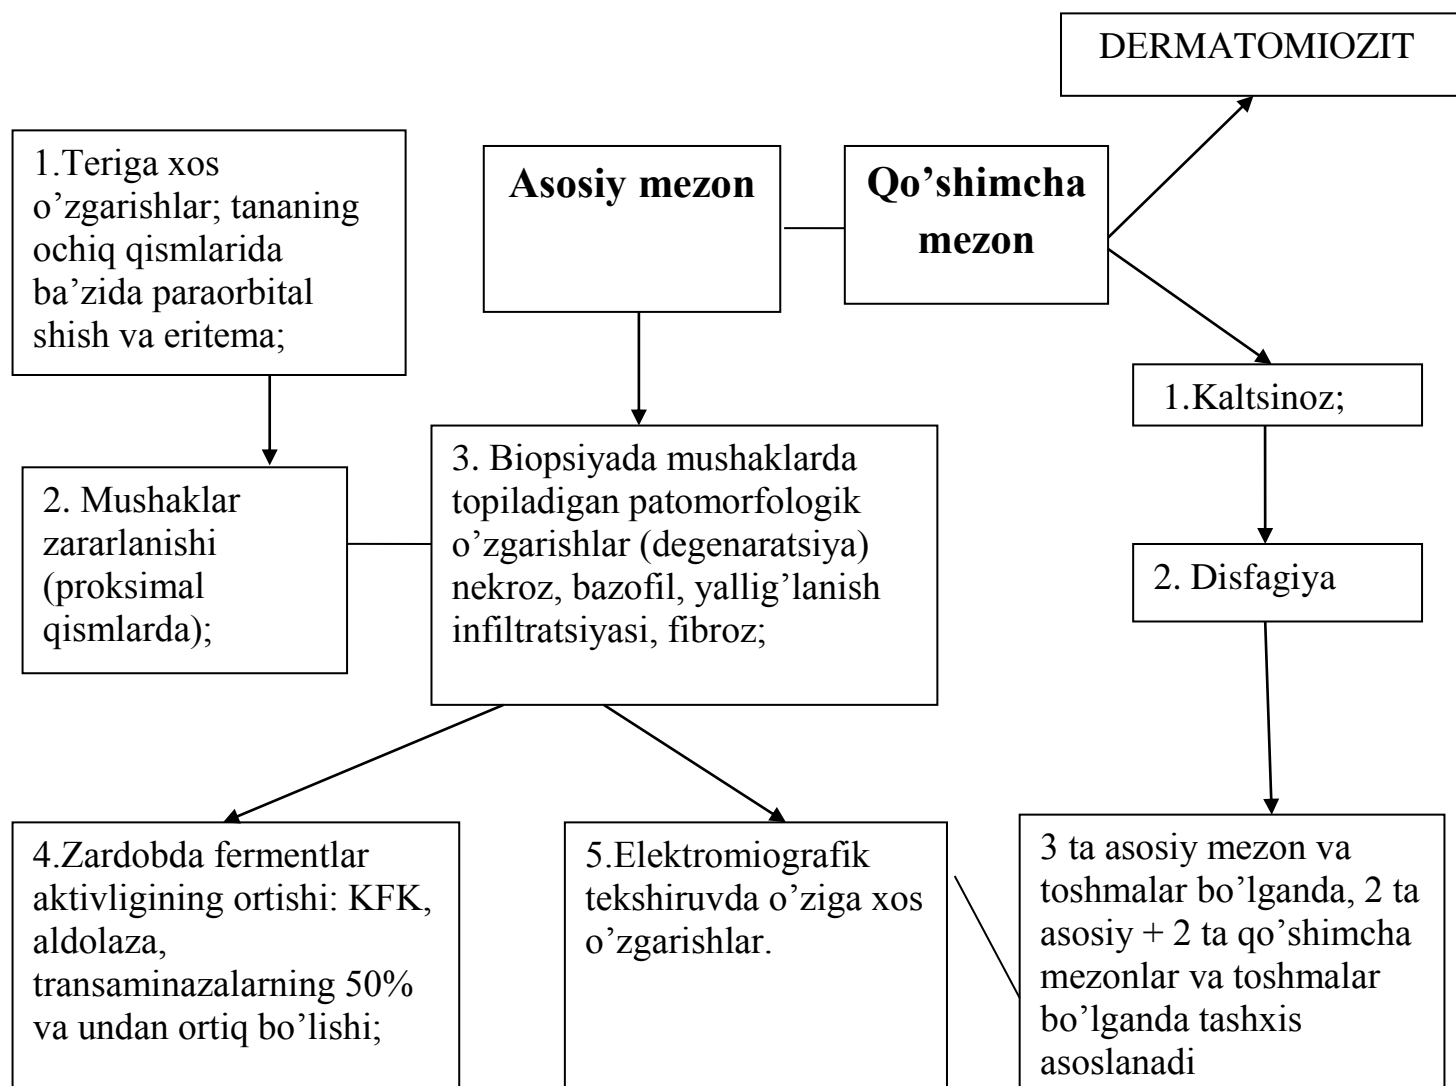 DERMATOMIOZIT
1.Teriga xos
o’zgarishlar; tananing
ochiq qismlarida
ba’zida paraorbital
shish va eritema;
Asosiy mezon
Qo’shimcha
mezon
1.Kaltsinoz;
2. Mushaklar
zararlanishi
(proksimal
qismlarda);
3. Biopsiyada mushaklarda
topiladigan patomorfologik
o’zgarishlar (degenaratsiya)
nekroz, bazofil, yallig’lanish
infiltratsiyasi, fibroz;
2. Disfagiya
4.Zardobda fermentlar
aktivligining ortishi: KFK,
aldolaza,
transaminazalarning 50%
va undan ortiq bo’lishi;
5.Elektromiografik
tekshiruvda o’ziga xos
o’zgarishlar.
3 ta asosiy mezon va
toshmalar bo’lganda, 2 ta
asosiy + 2 ta qo’shimcha
mezonlar va toshmalar
bo’lganda tashxis
asoslanadi